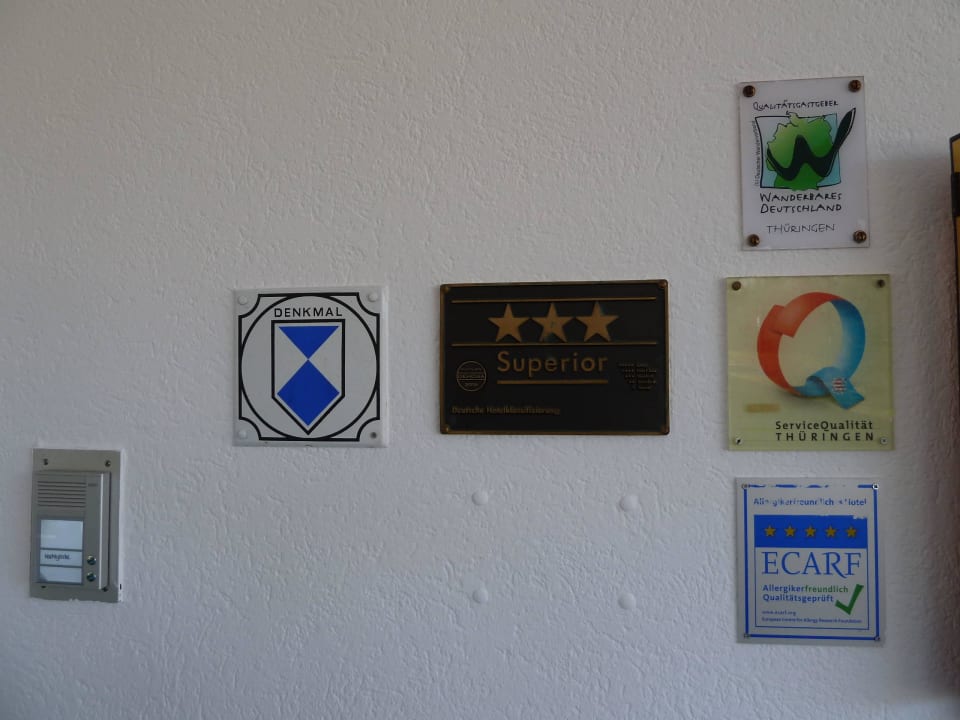 DENKMAL
Superior
Deutsche Hotelklassifizierung
QUALITÄTSGASTGEBER
WANDERBARES
DEUTSCHLAND
THÜRINGEN
Q
ServiceQualität
THÜRINGEN
Allergikerfreundliches Hotel
ECARF
Allergikerfreundlich
Qualitätsgeprüft
www.ecarf.org
European Centre for Allergy Research Foundation